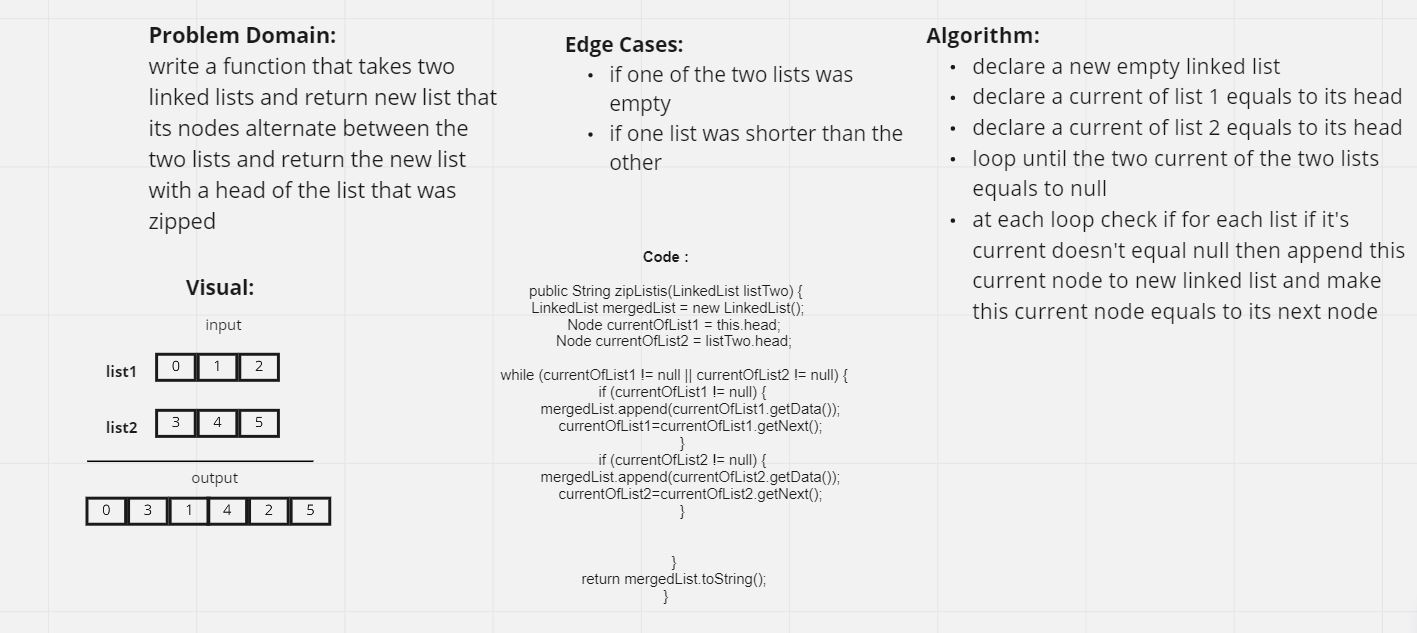 Problem Domain:
write a function that takes two
linked lists and return new list that
its nodes alternate between the
two lists and return the new list
with a head of the list that was
zipped
Visual:
input
list1 0 1 2
list2 3 4 5
output
0 3 1 4 2 5
Edge Cases:
• if one of the two lists was
empty
• if one list was shorter than the
other
Code :
public String zipListis(LinkedList listTwo) {
LinkedList mergedList = new LinkedList();
Node currentOfList1 = this.head;
Node currentOfList2 = listTwo.head;
while (currentOfList1 != null || currentOfList2 != null) {
if (currentOfList1 != null) {
mergedList.append(currentOfList1.getData());
currentOfList1=currentOfList1.getNext();
}
if (currentOfList2 != null) {
mergedList.append(currentOfList2.getData());
currentOfList2=currentOfList2.getNext();
}
}
return mergedList.toString();
}
Algorithm:
• declare a new empty linked list
• declare a current of list 1 equals to its head
• declare a current of list 2 equals to its head
• loop until the two current of the two lists
equals to null
• at each loop check if for each list if it's
current doesn't equal null then append this
current node to new linked list and make
this current node equals to its next node